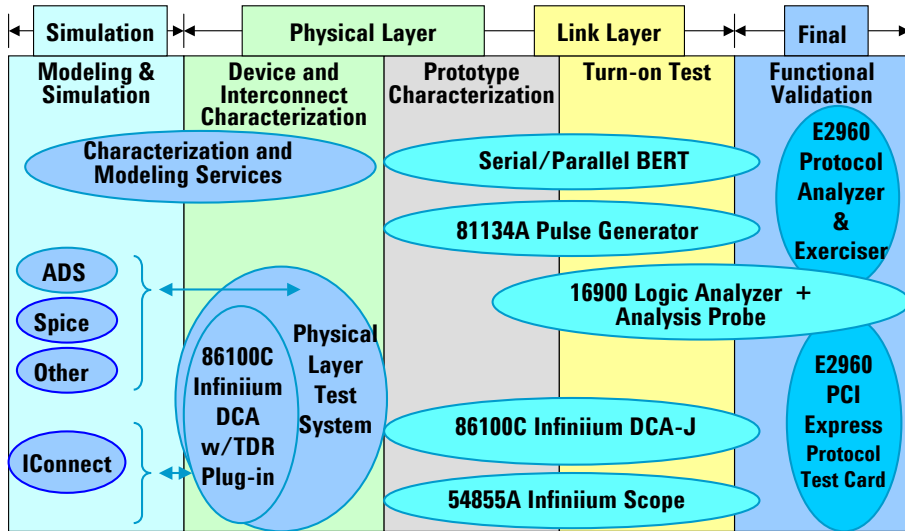 Simulation
Physical Layer
Link Layer
Final
Modeling &
Simulation
Device and
Interconnect
Characterization
Prototype
Characterization
Turn-on Test
Functional
Validation
Characterization and
Modeling Services
Serial/Parallel BERT
E2960
Protocol
Analyzer
&
Exerciser
81134A Pulse Generator
ADS
Spice
Other
16900 Logic Analyzer +
Analysis Probe
Physical
Layer
Test
System
86100C
Infiniium
DCA
w/TDR
Plug-in
E2960
PCI
Express
Protocol
Test Card
86100C Infiniium DCA-J
IConnect
54855A Infiniium Scope